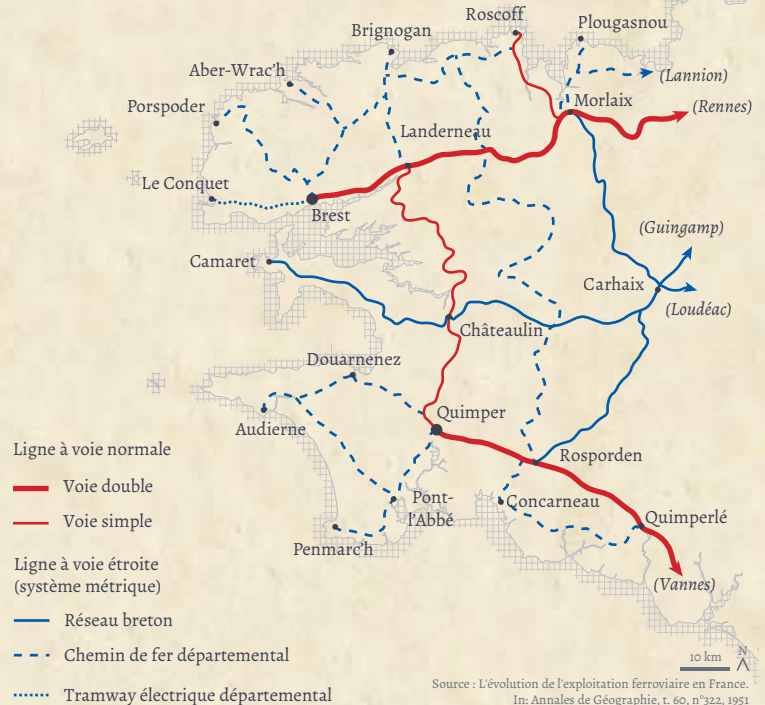 Roscoff
Plougasnou
Brignogan
Aber-Wrac'h
(Lannion)
Porspoder
Morlaix
(Rennes)
Landerneau
Le Conquet
Brest
(Guingamp)
Camaret
Carhaix
(Loudéac)
Châteaulin
Douarnenez
Quimper
Audierne
Rosporden
Pont-
l'Abbé
Concarneau
Quimperlé
Penmarc'h
(Vannes)
Ligne à voie normale
Voie double
Voie simple
Ligne à voie étroite
(système métrique)
Réseau breton
Chemin de fer départemental
Tramway électrique départemental
10 km
N
Source : L'évolution de l'exploitation ferroviaire en France.
In: Annales de Géographie, t. 60, n°322, 1951